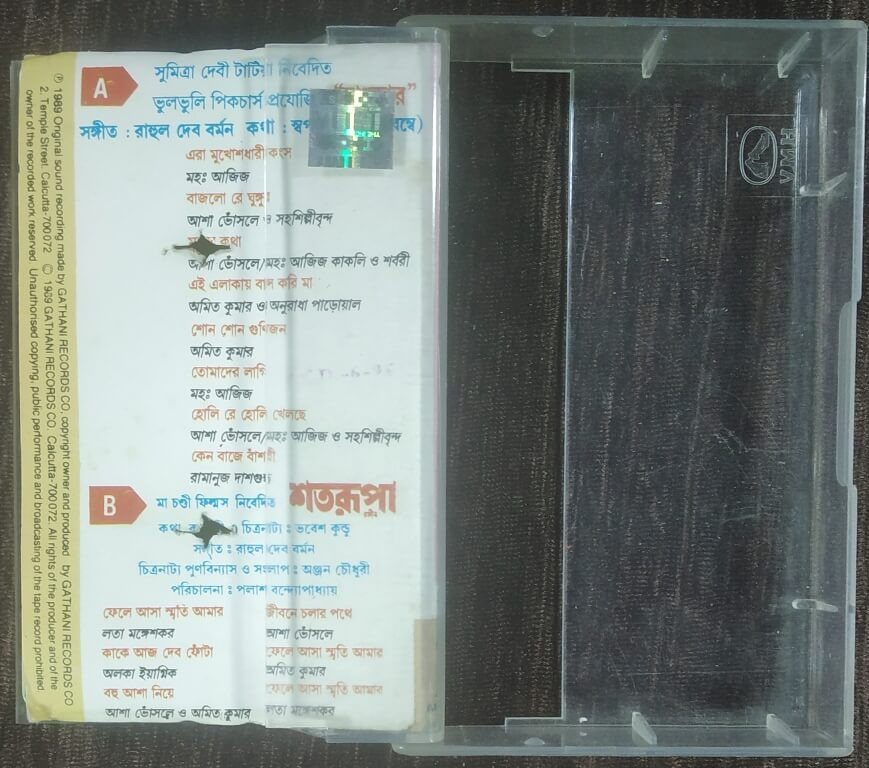 A
সুমিত্রা দেবী টাটিয়া নিবেদিত
ভুলভুলি পিকচার্স প্রযোজিত
সঙ্গীত : রাহুল দেব বর্মন কথা :
এরা মুখোশধারী কংস
মহঃ আজিজ
বাজলো রে ঘুঙ্গুর
আশা ভোঁসলে ও সহশিল্পীবৃন্দ
কথা
আশা ভোঁসলে/মহঃ আজিজ কাকলি ও শর্বরী
এই এলাকায় বাস করি মা
অমিত কুমার ও অনুরাধা পাড়োয়াল
শোন শোন গুণিজন
অমিত কুমার
তোমাদের লাগি
মহঃ আজিজ
হোলি রে হোলি খেলছে
আশা ভোঁসলে/মহঃ আজিজ ও সহশিল্পীবৃন্দ
কেন বাজে বাঁশরী
রামানুজ দাশগুপ্ত
B
মা চণ্ডী ফিল্মস নিবেদিত শতরূপা
কথা চিত্রনাট্য : ভবেশ কুন্ডু
সঙ্গীত : রাহুল দেব বর্মন
চিত্রনাট্য পুণর্বিন্যাস ও সংলাপ : অঞ্জন চৌধুরী
পরিচালনা : পলাশ বন্দ্যোপাধ্যায়
ফেলে আসা স্মৃতি আমার
লতা মঙ্গেশকর
কাকে আজ দেব ফোঁটা
অলকা ইয়াগ্নিক
বহু আশা নিয়ে
আশা ভোঁসলে ও অমিত কুমার
জীবনে চলার পথে
আশা ভোঁসলে
ফেলে আসা স্মৃতি আমার
অমিত কুমার
ফেলে আসা স্মৃতি আমার
লতা মঙ্গেশকর
Ⓟ 1989 Original sound recording made by GATHANI RECORDS CO. copyright owner and produced by GATHANI RECORDS CO
2, Temple Street, Calcutta-700072 © 1989 GATHANI RECORDS CO. Calcutta-700072. All rights of the producer and of the
owner of the recorded work reserved. Unauthorised copying, public performance and broadcasting of the tape record prohibited.